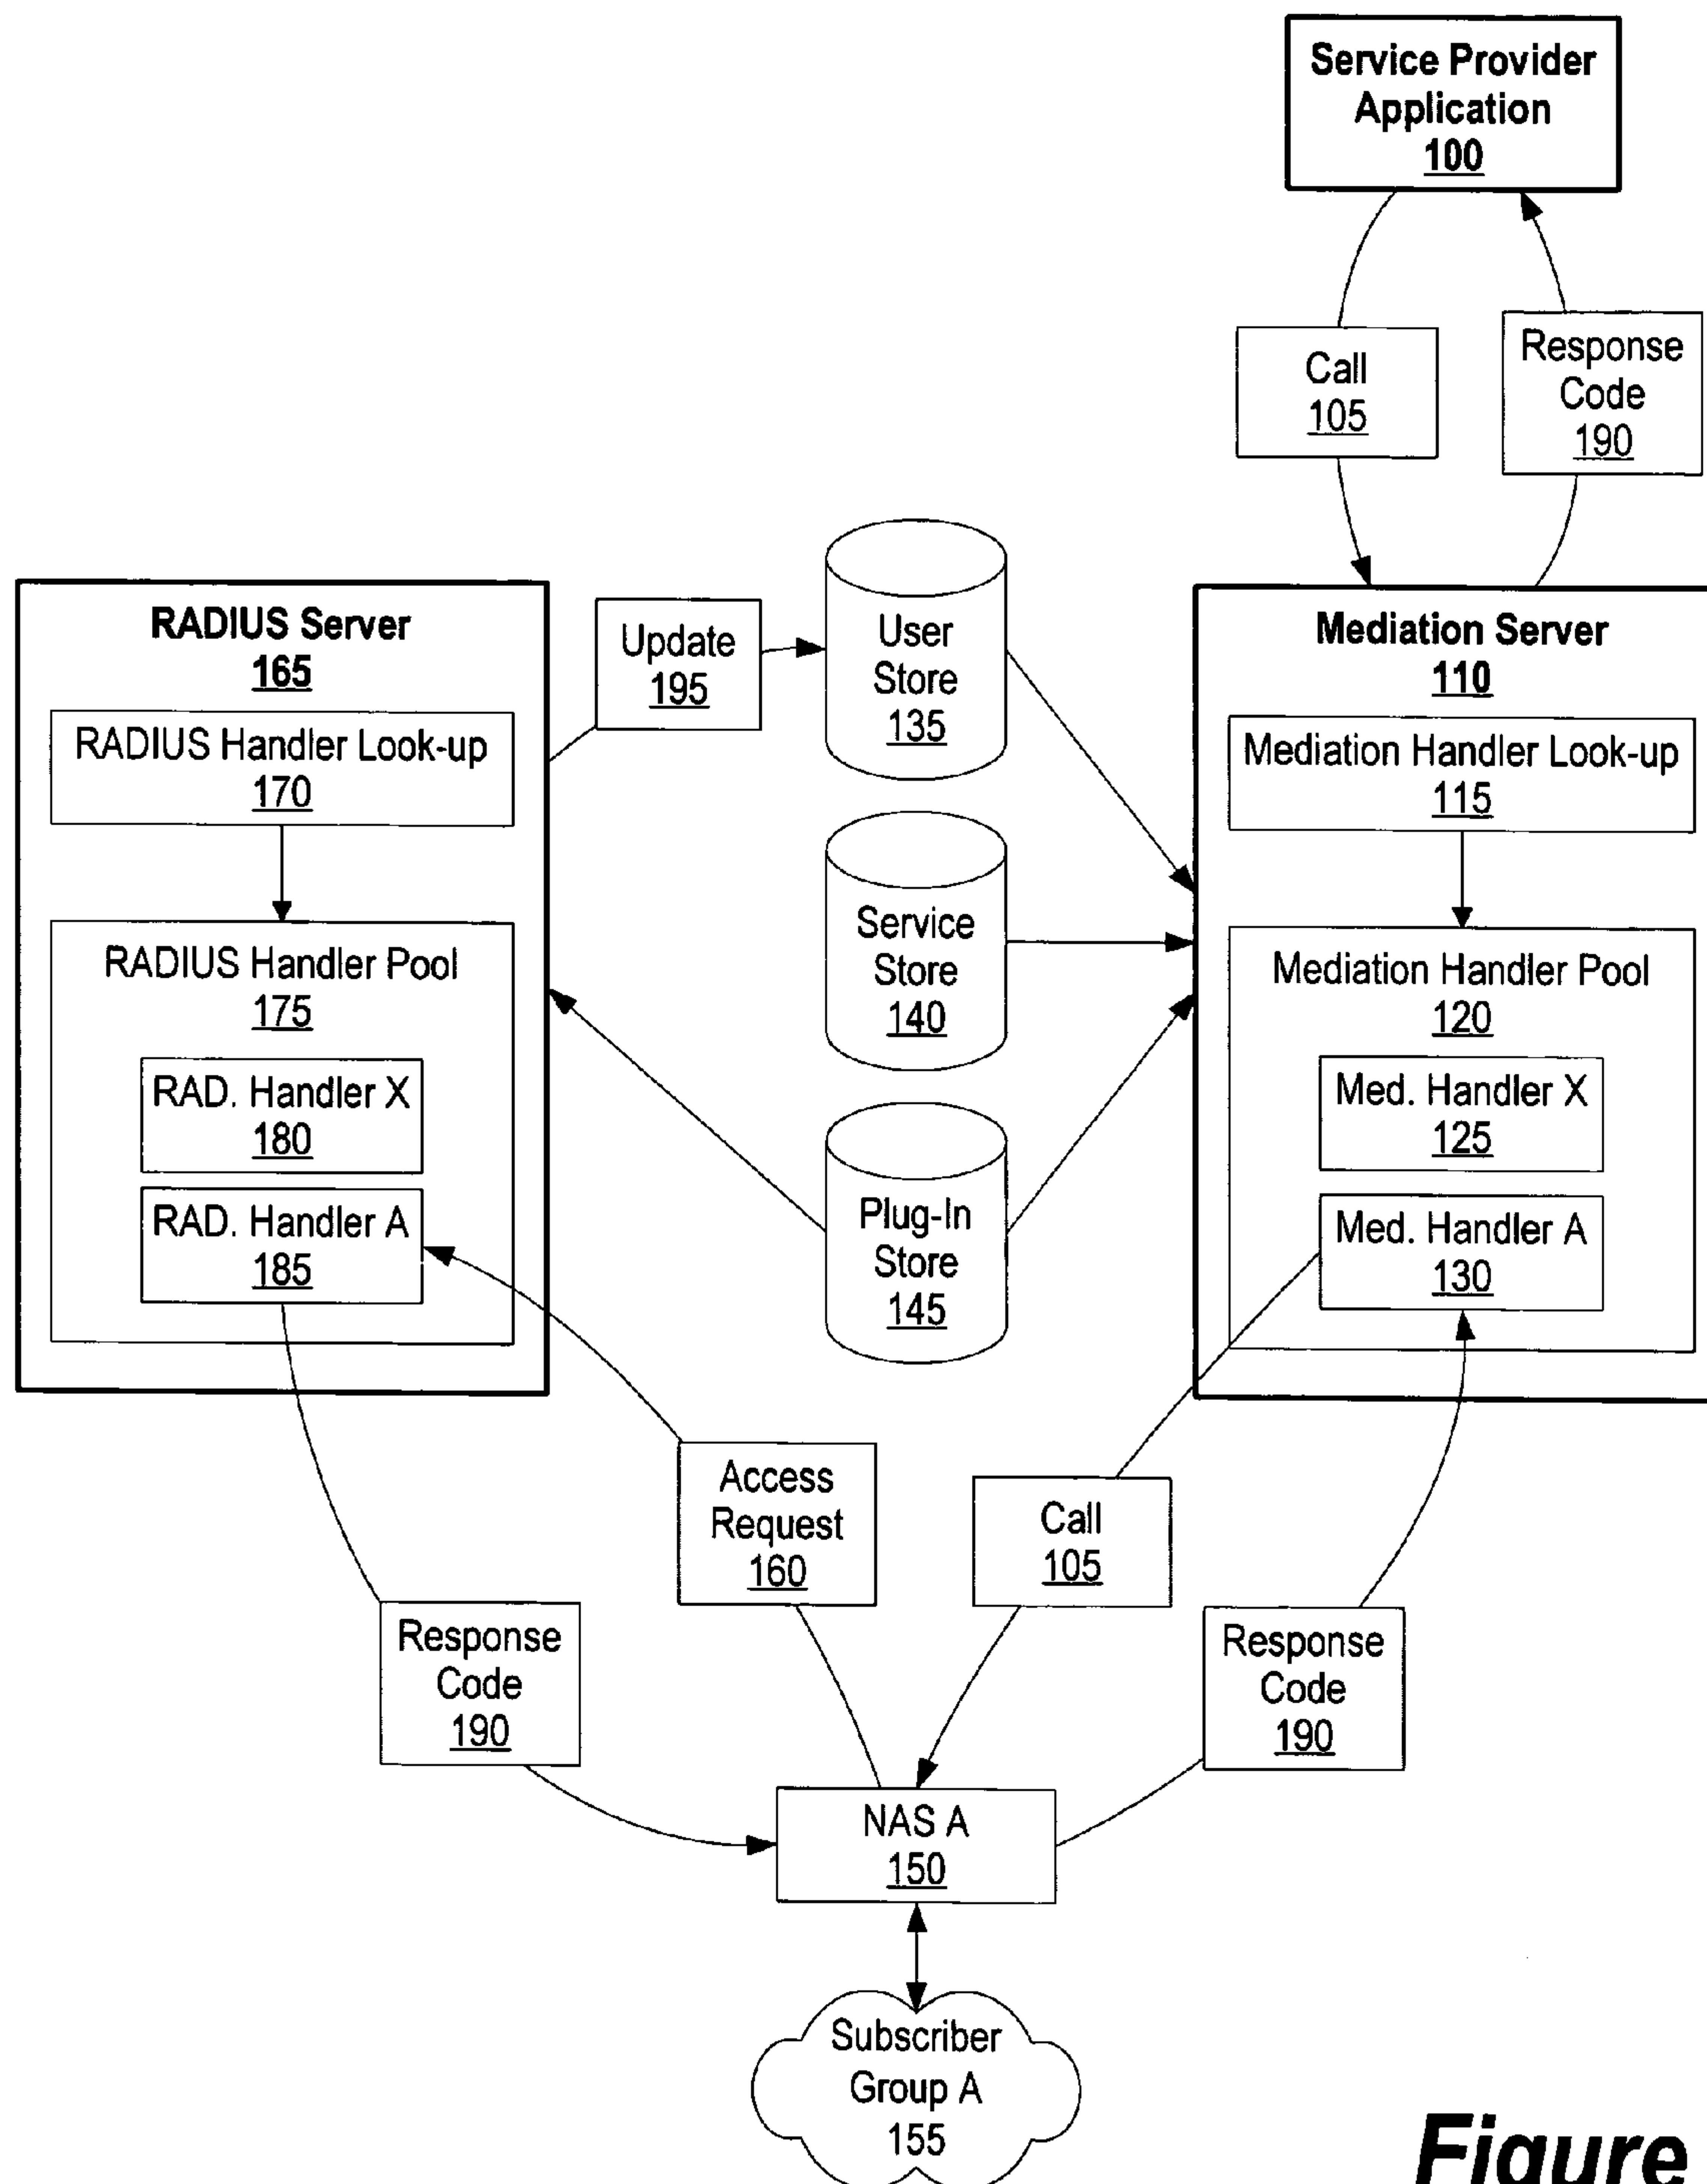 Service Provider
Application
100
Call
105
Response
Code
190
RADIUS Server
165
RADIUS Handler Look-up
170
RADIUS Handler Pool
175
RAD. Handler X
180
RAD. Handler A
185
Update
195
User
Store
135
Service
Store
140
Plug-In
Store
145
Mediation Server
110
Mediation Handler Look-up
115
Mediation Handler Pool
120
Med. Handler X
125
Med. Handler A
130
Access
Request
160
Call
105
Response
Code
190
Response
Code
190
NAS A
150
Subscriber
Group A
155
Figure